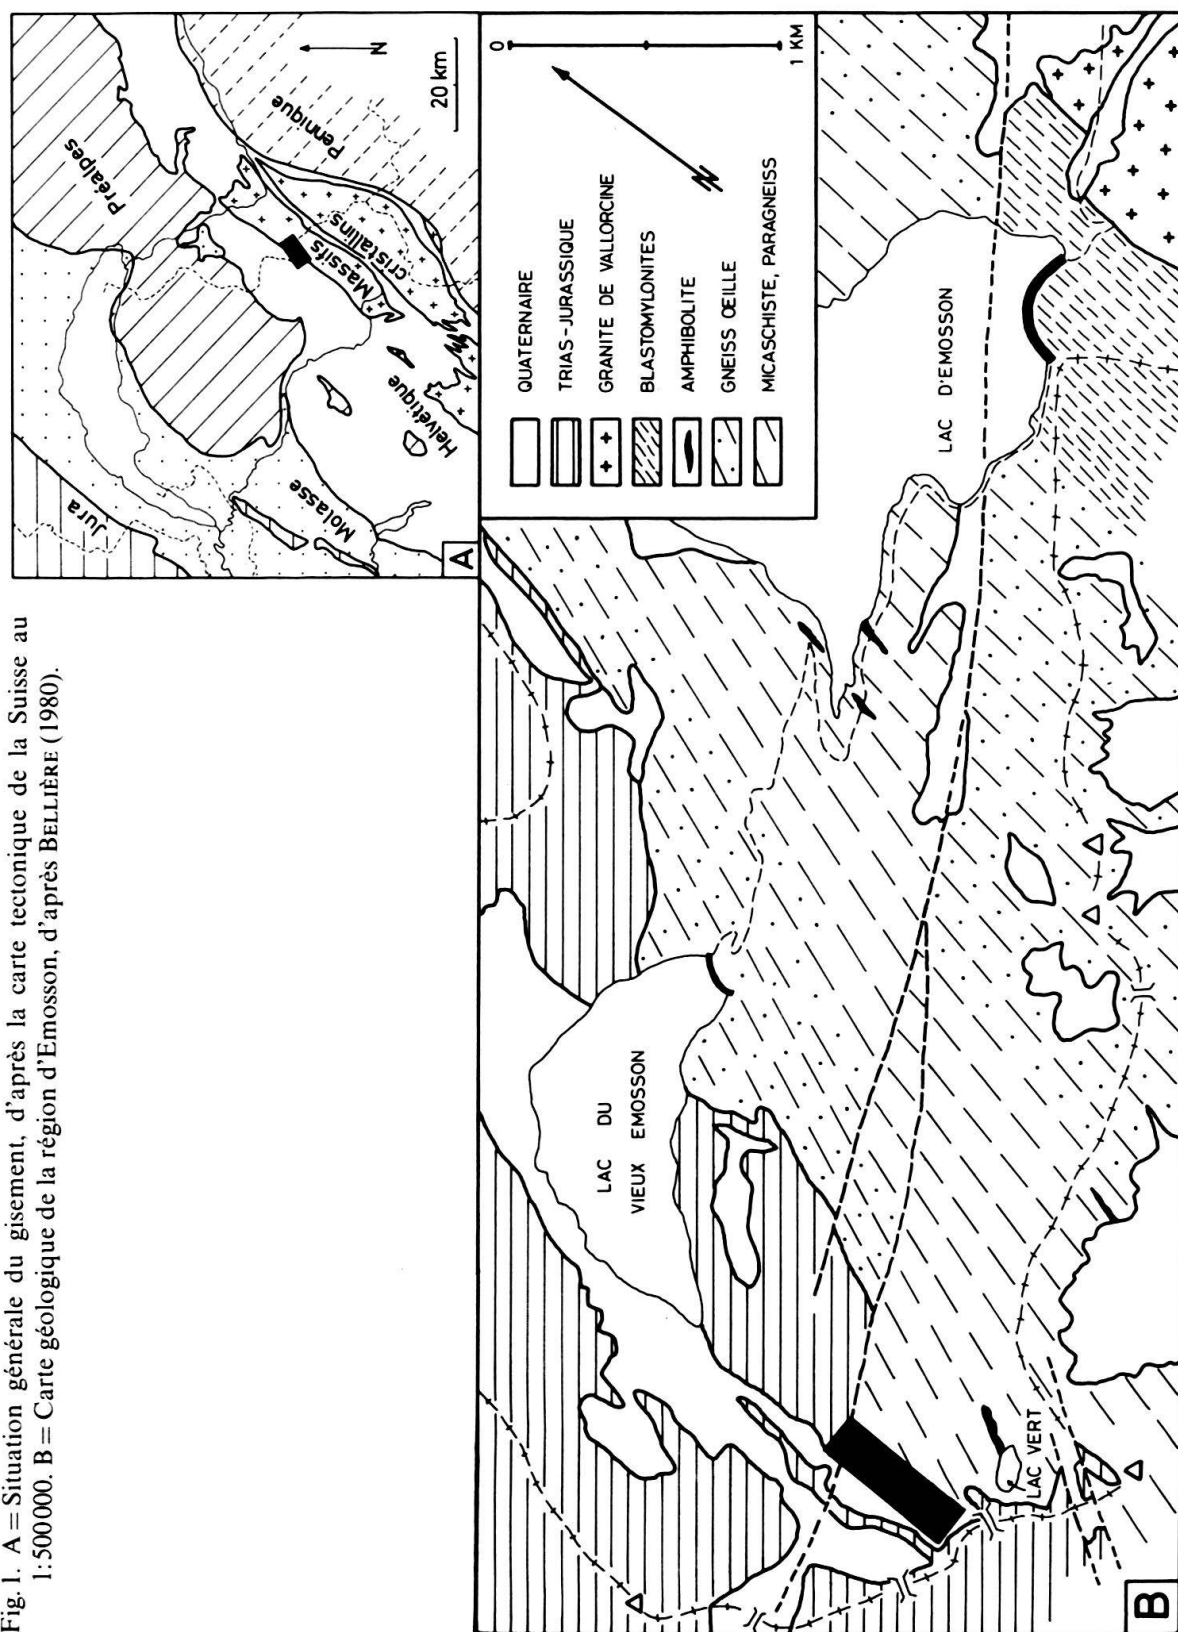 Fig. 1. A = Situation générale du gisement, d'après la carte tectonique de la Suisse au
1:500 000. B = Carte géologique de la région d'Emosson, d'après BELLIÈRE (1980).
A
Jura
Molasse
Préalpes
Helvétique
Massifs
cristallins
Pennique
N
20 km
B
QUATERNAIRE
TRIAS-JURASSIQUE
GRANITE DE VALLORCINE
BLASTOMYLONITES
AMPHIBOLITE
GNEISS ŒILLE
MICASCHISTE, PARAGNEISS
N
0
1 KM
LAC DU
VIEUX EMOSSON
LAC D'EMOSSON
LAC VERT